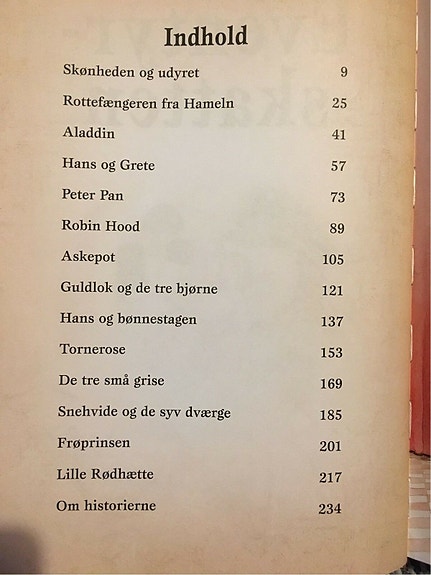 Indhold
Skønheden og udyret 9
Rottefængeren fra Hameln 25
Aladdin 41
Hans og Grete 57
Peter Pan 73
Robin Hood 89
Askepot 105
Guldlok og de tre bjørne 121
Hans og bønnestagen 137
Tornerose 153
De tre små grise 169
Snehvide og de syv dværge 185
Frøprinsen 201
Lille Rødhætte 217
Om historierne 234